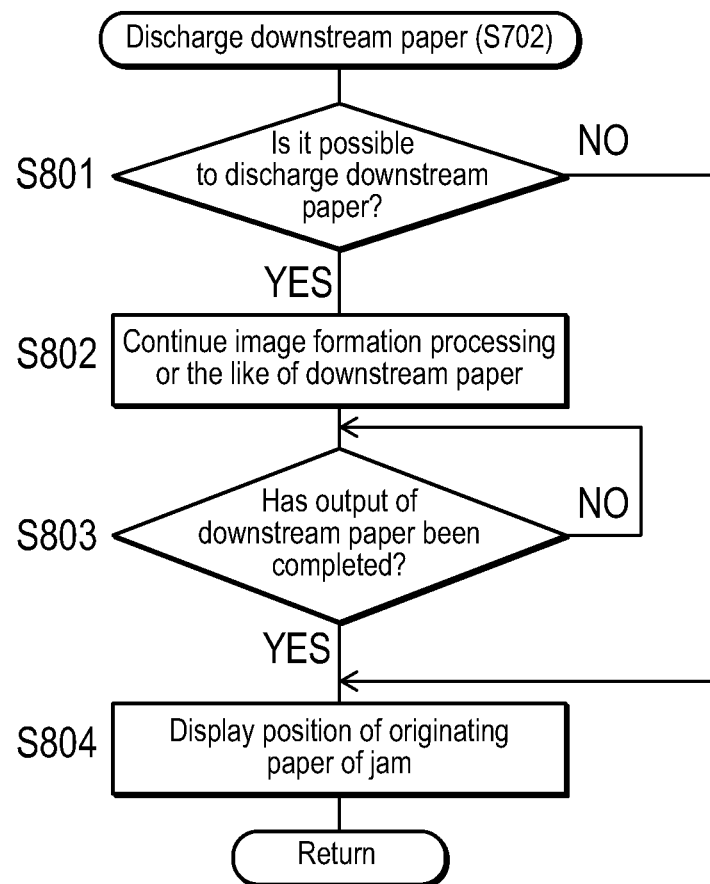 Discharge downstream paper (S702)
S801
Is it possible
to discharge downstream
paper?
NO
YES
S802
Continue image formation processing
or the like of downstream paper
S803
Has output of
downstream paper been
completed?
NO
YES
S804
Display position of originating
paper of jam
Return